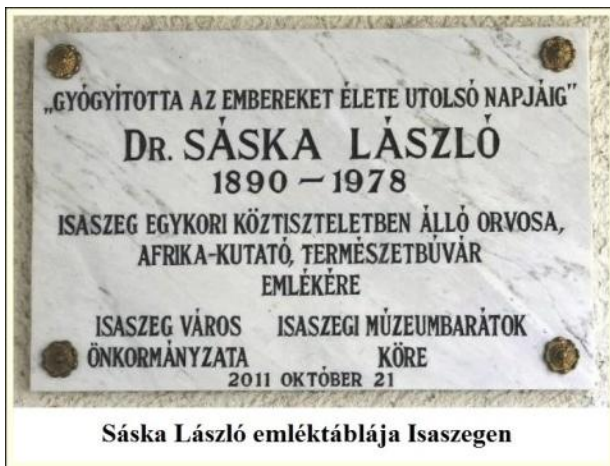 „GYÓGYÍTOTTA AZ EMBEREKET ÉLETE UTOLSÓ NAPJÁIG”
DR. SÁSKA LÁSZLÓ
1890 – 1978
ISASZEG EGYKORI KÖZTISZTELETBEN ÁLLÓ ORVOSA,
AFRIKA-KUTATÓ, TERMÉSZETBÚVÁR
EMLÉKÉRE
ISASZEG VÁROS ÖNKORMÁNYZATA
ISASZEGI MÚZEUMBARÁTOK KÖRE
2011 OKTÓBER 21
Sáska László emléktáblája Isaszegen